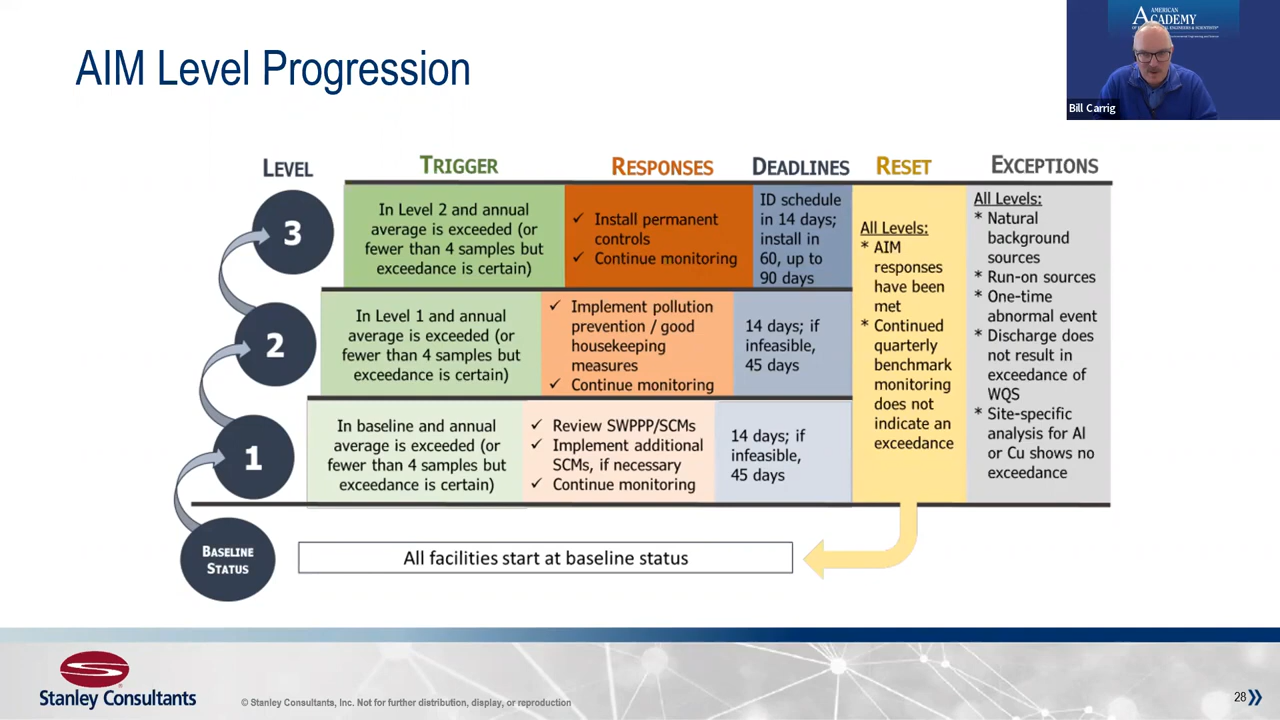 AIM Level Progression
AMERICAN
ACADEMY
Bill Carrig
LEVEL
TRIGGER
RESPONSES
DEADLINES
RESET
EXCEPTIONS
3
In Level 2 and annual
average is exceeded (or
fewer than 4 samples but
exceedance is certain)
✓ Install permanent
controls
✓ Continue monitoring
ID schedule
in 14 days;
install in
60, up to
90 days
2
In Level 1 and annual
average is exceeded (or
fewer than 4 samples but
exceedance is certain)
✓ Implement pollution
prevention / good
housekeeping
measures
✓ Continue monitoring
14 days; if
infeasible,
45 days
1
In baseline and annual
average is exceeded (or
fewer than 4 samples but
exceedance is certain)
✓ Review SWPPP/SCMs
✓ Implement additional
SCMs, if necessary
✓ Continue monitoring
14 days; if
infeasible,
45 days
All Levels:
* AIM
responses
have been
met
* Continued
quarterly
benchmark
monitoring
does not
indicate an
exceedance
All Levels:
* Natural
background
sources
* Run-on sources
* One-time
abnormal event
* Discharge does
not result in
exceedance of
WQS
* Site-specific
analysis for Al
or Cu shows no
exceedance
BASELINE
STATUS
All facilities start at baseline status
Stanley Consultants
© Stanley Consultants, Inc. Not for further distribution, display, or reproduction
28